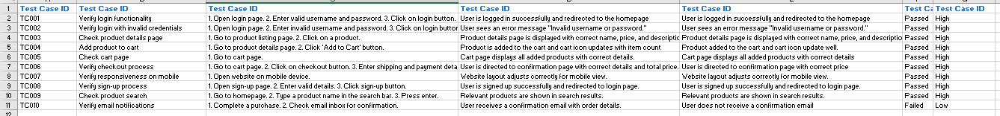 1 Test Case ID Test Case ID Test Case ID Test Case ID Test Case ID Test Ca Test Case ID
2 TC001 Verify login functionality 1. Open login page. 2. Enter valid username and password. 3. Click on login button. User is logged in successfully and redirected to the homepage User is logged in successfully and redirected to the homepage Passed High
3 TC002 Verify login with invalid credentials 1. Open login page. 2. Enter invalid username and password. 3. Click on login button User sees an error message "Invalid username or password." User sees an error message "Invalid username or password." Passed High
4 TC003 Check product details page 1. Go to product listing page. 2. Click on a product. Product details page is displayed with correct name, price, and descriptic Product details page is displayed with correct name, price, and descriptio Passed High
5 TC004 Add product to cart 1. Go to product details page. 2. Click 'Add to Cart' button. Product is added to the cart and cart icon updates with item count Product added to the cart and cart icon update well. Passed High
6 TC005 Check cart page 1. Go to cart page. Cart page displays all added products with correct details. Cart page displays all added products with correct details Passed High
7 TC006 Verify checkout process 1. Go to cart page. 2. Click on checkout button. 3. Enter shipping and payment deta User is directed to confirmation page with correct details and total price. User is directed to confirmation page with correct price Passed High
8 TC007 Verify responsiveness on mobile 1. Open website on mobile device. Website layout adjusts correctly for mobile view. Website layout adjusts correctly for mobile view. Passed High
9 TC008 Verify sign-up process 1. Open sign-up page. 2. Enter valid details. 3. Click sign-up button. User is signed up successfully and redirected to login page. User is signed up successfully and redirected to login page. Passed High
10 TC009 Check product search 1. Go to homepage. 2. Type a product name in the search bar. 3. Press enter. Relevant products are shown in search results. Relevant products are shown in search results. Passed High
11 TC010 Verify email notifications 1. Complete a purchase. 2. Check email inbox for confirmation. User receives a confirmation email with order details. User does not receive a confirmation email Failed Low
12